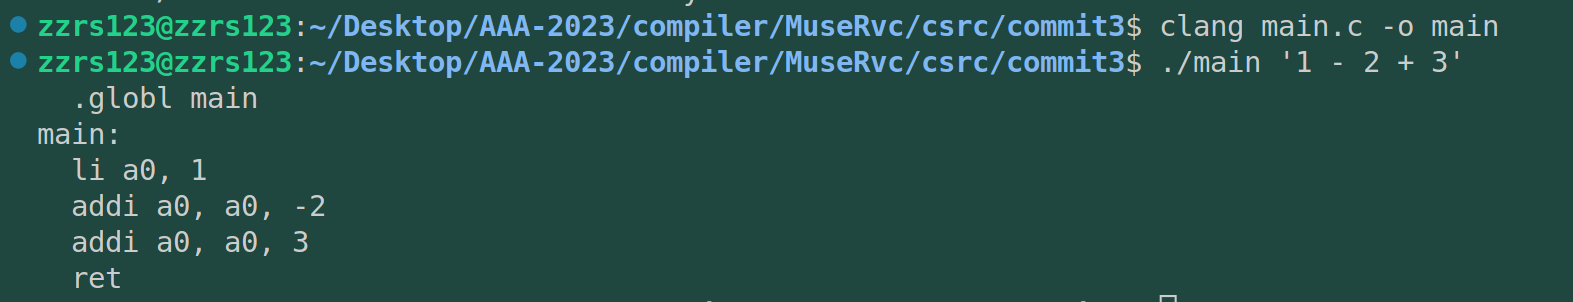 zzrs123@zzrs123:~/Desktop/AAA-2023/compiler/MuseRvc/csrc/commit3$ clang main.c -o main
zzrs123@zzrs123:~/Desktop/AAA-2023/compiler/MuseRvc/csrc/commit3$ ./main '1 - 2 + 3'
  .globl main
main:
  li a0, 1
  addi a0, a0, -2
  addi a0, a0, 3
  ret